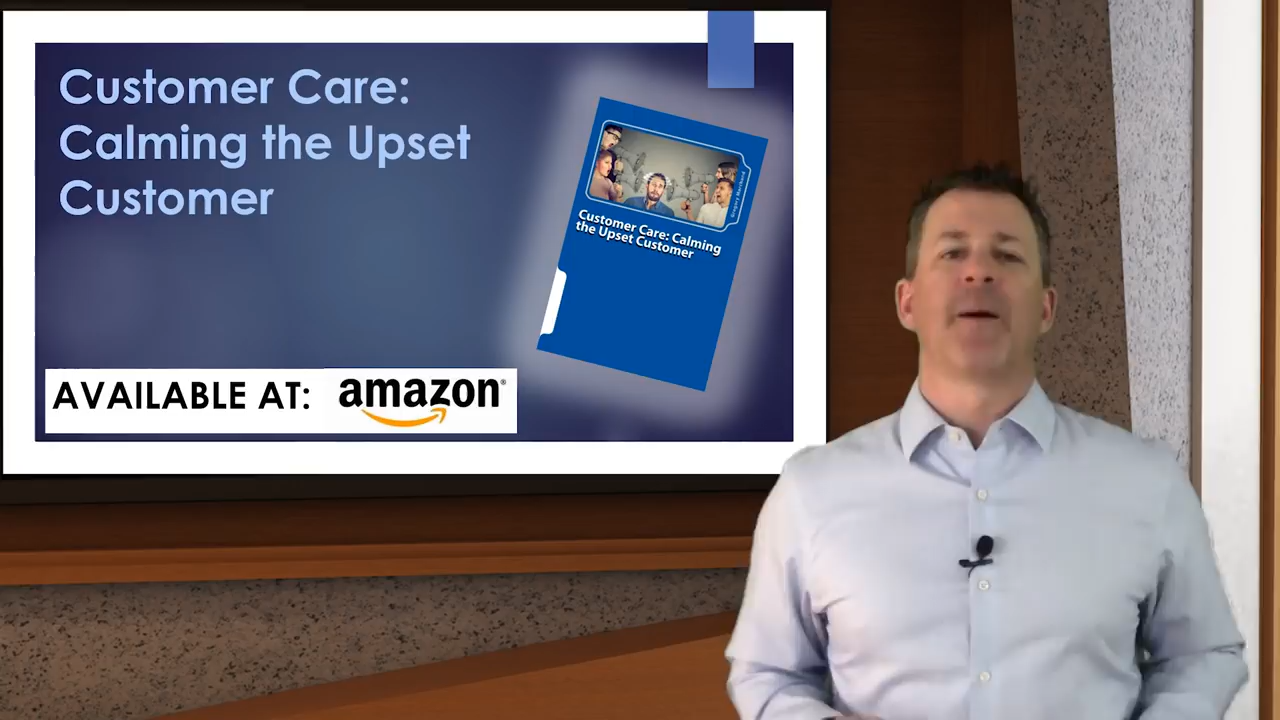 Customer Care:
Calming the Upset
Customer
Customer Care: Calming
the Upset Customer
AVAILABLE AT: amazon®